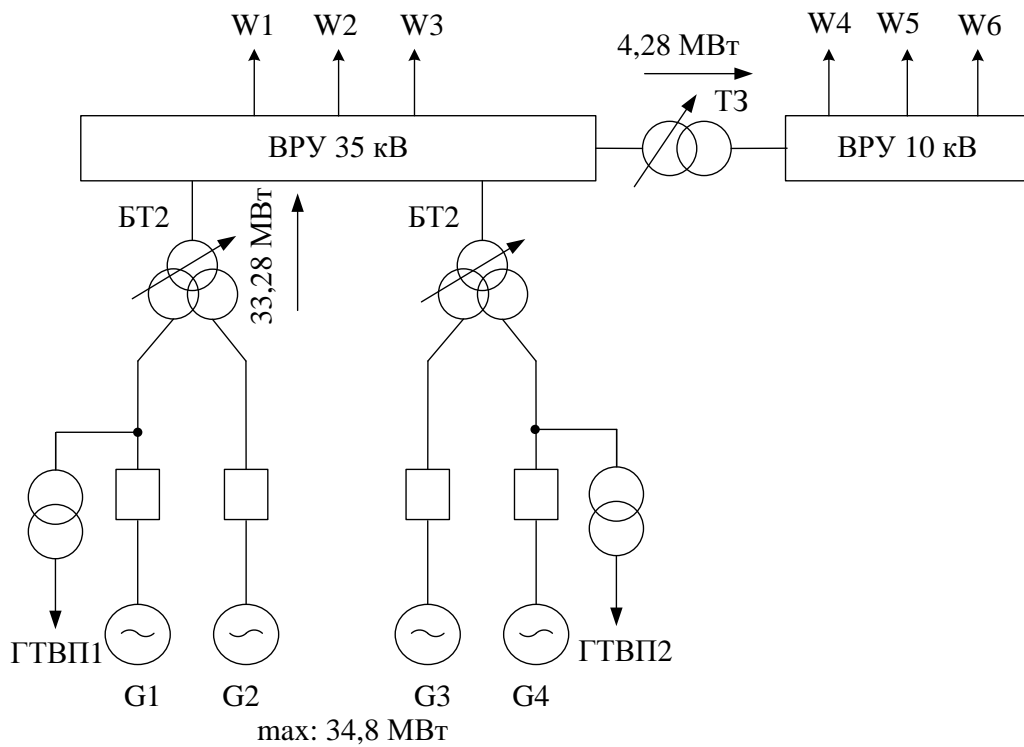 W1 W2 W3 W4 W5 W6
4,28 МВт
ТЗ
ВРУ 35 кВ ВРУ 10 кВ
БТ2 33,28 МВт БТ2
ГТВП1 ГТВП2
G1 G2 G3 G4
max: 34,8 МВт